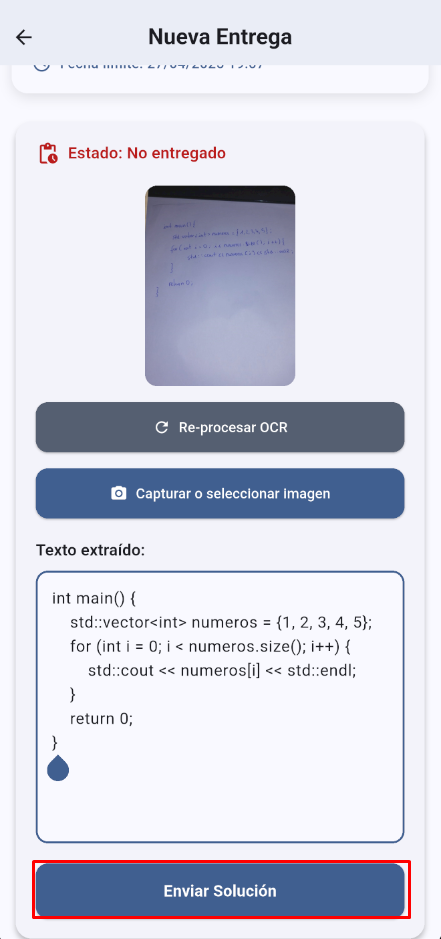 Nueva Entrega
Fecha límite: 27/04/2025 19:07
Estado: No entregado
int main() {
Re-procesar OCR
Capturar o seleccionar imagen
Texto extraído:
int main() {
std::vector<int> numeros = {1, 2, 3, 4, 5};
for (int i = 0; i < numeros.size(); i++) {
std::cout << numeros[i] << std::endl;
}
return 0;
}
Enviar Solución